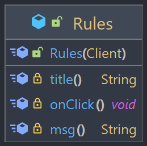 Rules
Rules(Client)
title() String
onClick() void
msg() String